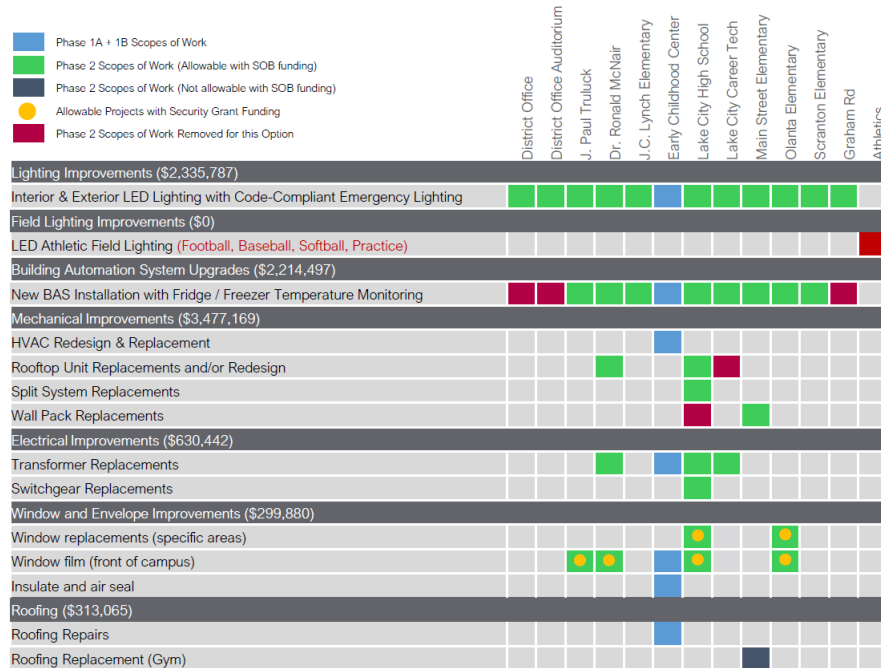 Phase 1A + 1B Scopes of Work
Phase 2 Scopes of Work (Allowable with SOB funding)
Phase 2 Scopes of Work (Not allowable with SOB funding)
Allowable Projects with Security Grant Funding
Phase 2 Scopes of Work Removed for this Option
District Office
District Office Auditorium
J. Paul Truluck
Dr. Ronald McNair
J.C. Lynch Elementary
Early Childhood Center
Lake City High School
Lake City Career Tech
Main Street Elementary
Olanta Elementary
Scranton Elementary
Graham Rd
Athletics
Lighting Improvements ($2,335,787)
Interior & Exterior LED Lighting with Code-Compliant Emergency Lighting
Field Lighting Improvements ($0)
LED Athletic Field Lighting (Football, Baseball, Softball, Practice)
Building Automation System Upgrades ($2,214,497)
New BAS Installation with Fridge / Freezer Temperature Monitoring
Mechanical Improvements ($3,477,169)
HVAC Redesign & Replacement
Rooftop Unit Replacements and/or Redesign
Split System Replacements
Wall Pack Replacements
Electrical Improvements ($630,442)
Transformer Replacements
Switchgear Replacements
Window and Envelope Improvements ($299,880)
Window replacements (specific areas)
Window film (front of campus)
Insulate and air seal
Roofing ($313,065)
Roofing Repairs
Roofing Replacement (Gym)